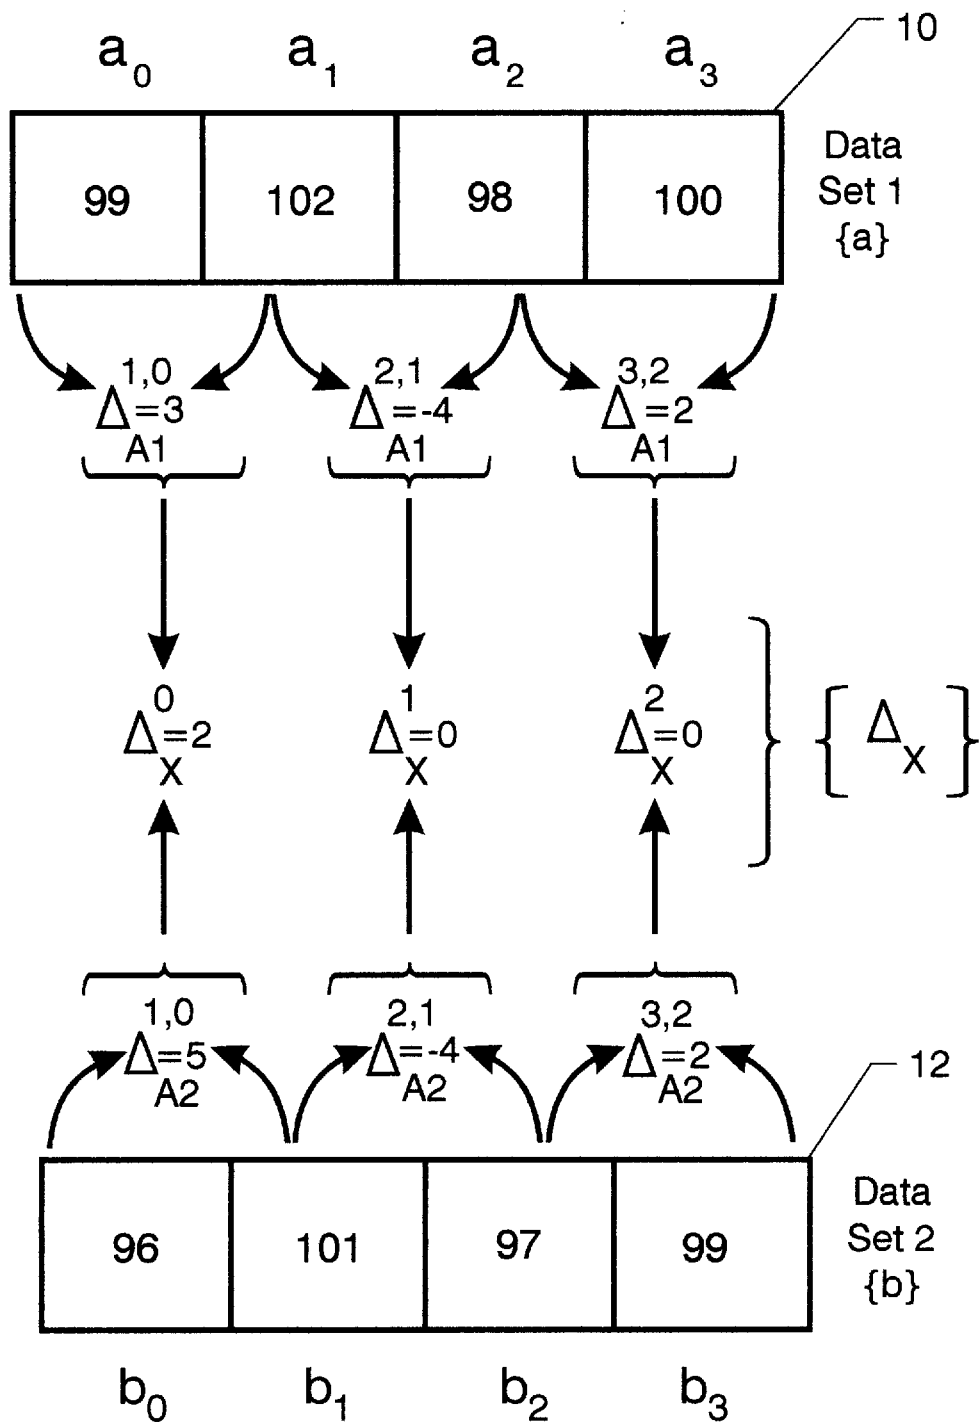 10
a0 a1 a2 a3
99 102 98 100
Data
Set 1
{a}
1,0 2,1 3,2
Δ=3 Δ=-4 Δ=2
A1 A1 A1
0 1 2
Δ=2 Δ=0 Δ=0
X X X
{ΔX}
1,0 2,1 3,2
Δ=5 Δ=-4 Δ=2
A2 A2 A2
12
96 101 97 99
Data
Set 2
{b}
b0 b1 b2 b3